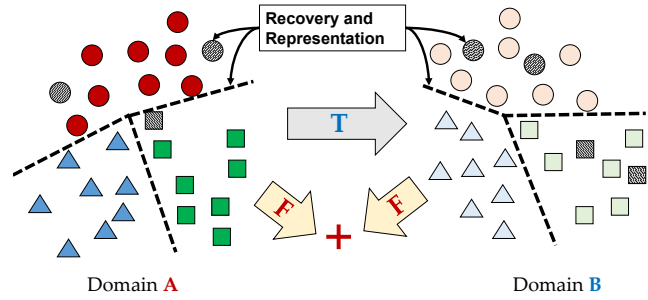 Recovery and
Representation
T
F
F
+
Domain A
Domain B